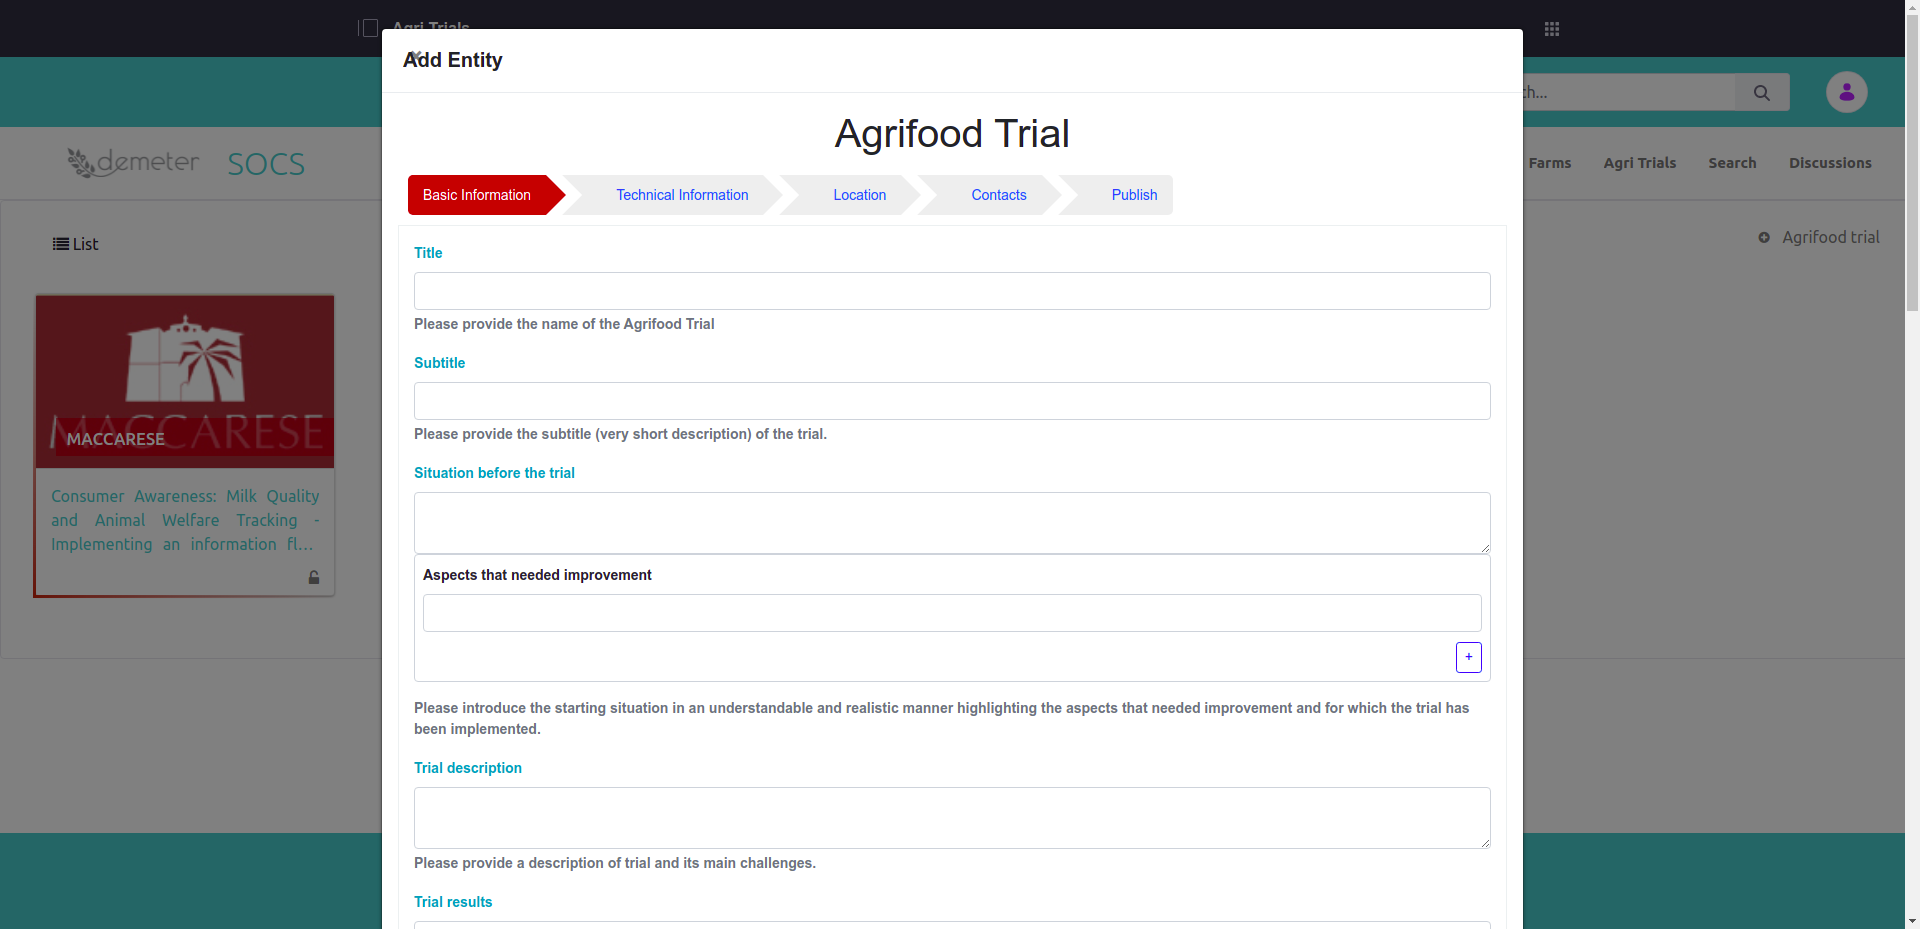 Agri Trials
Add Entity
Agrifood Trial
Basic Information
Technical Information
Location
Contacts
Publish
Title
Please provide the name of the Agrifood Trial
Subtitle
Please provide the subtitle (very short description) of the trial.
Situation before the trial
Aspects that needed improvement
+
Please introduce the starting situation in an understandable and realistic manner highlighting the aspects that needed improvement and for which the trial has
been implemented.
Trial description
Please provide a description of trial and its main challenges.
Trial results
demeter SOCS
List
MACCARESE
MACCARESE
Consumer Awareness: Milk Quality
and Animal Welfare Tracking -
Implementing an information fl...
ch...
Farms
Agri Trials
Search
Discussions
Agrifood trial